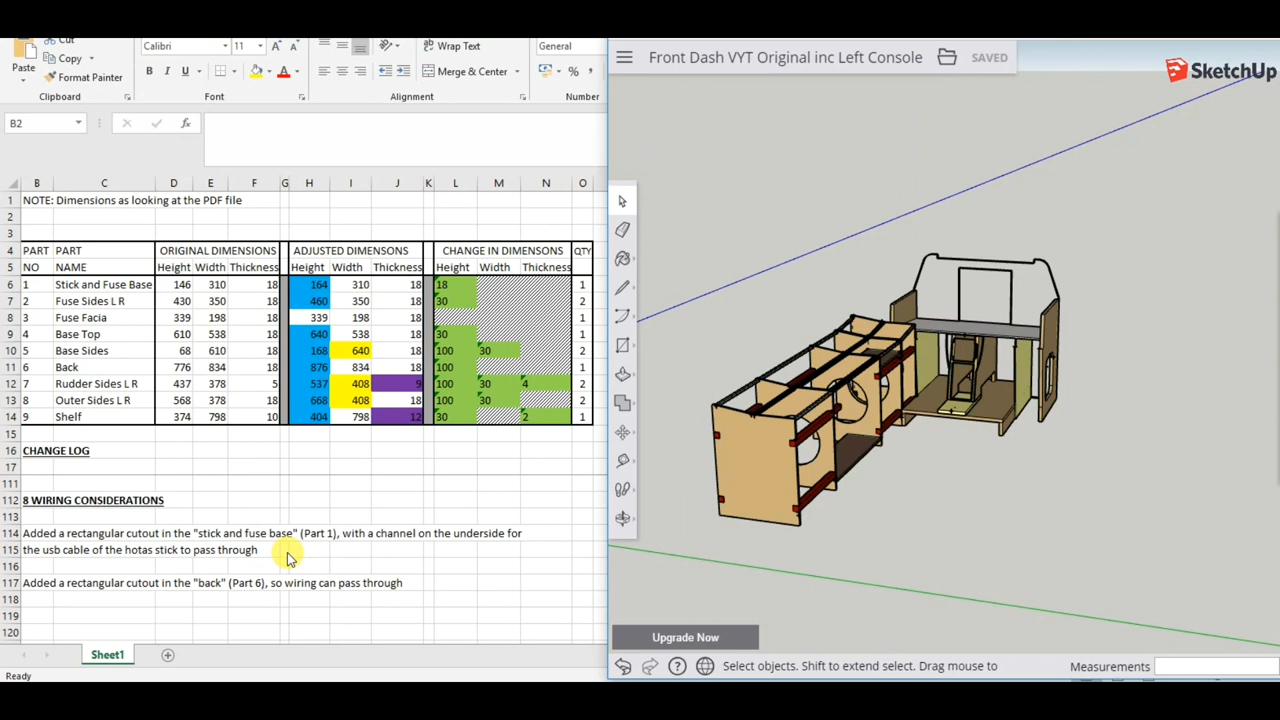 Cut
Calibri 11 A A Wrap Text General
Paste Copy
Format Painter B I U A Merge & Center %
Clipboard Font Alignment Number
B2 fx
B C D E F G H I J K L M N O
1 NOTE: Dimensions as looking at the PDF file
2
3
4 PART PART ORIGINAL DIMENSIONS ADJUSTED DIMENSONS CHANGE IN DIMENSONS QTY
5 NO NAME Height Width Thickness Height Width Thickness Height Width Thickness
6 1 Stick and Fuse Base 146 310 18 164 310 18 18 1
7 2 Fuse Sides L R 430 350 18 460 350 18 30 2
8 3 Fuse Facia 339 198 18 339 198 18 1
9 4 Base Top 610 538 18 640 538 18 30 1
10 5 Base Sides 68 610 18 168 640 18 100 30 2
11 6 Back 776 834 18 876 834 18 100 1
12 7 Rudder Sides L R 437 378 5 537 408 9 100 30 4 2
13 8 Outer Sides L R 568 378 18 668 408 18 100 30 2
14 9 Shelf 374 798 10 404 798 12 30 2 1
15
16 CHANGE LOG
17
111
112 8 WIRING CONSIDERATIONS
113
114 Added a rectangular cutout in the "stick and fuse base" (Part 1), with a channel on the underside for
115 the usb cable of the hotas stick to pass through
116
117 Added a rectangular cutout in the "back" (Part 6), so wiring can pass through
118
119
120
Sheet1
Ready
Front Dash VYT Original inc Left Console SAVED
SketchUp
Upgrade Now
Select objects. Shift to extend select. Drag mouse to Measurements